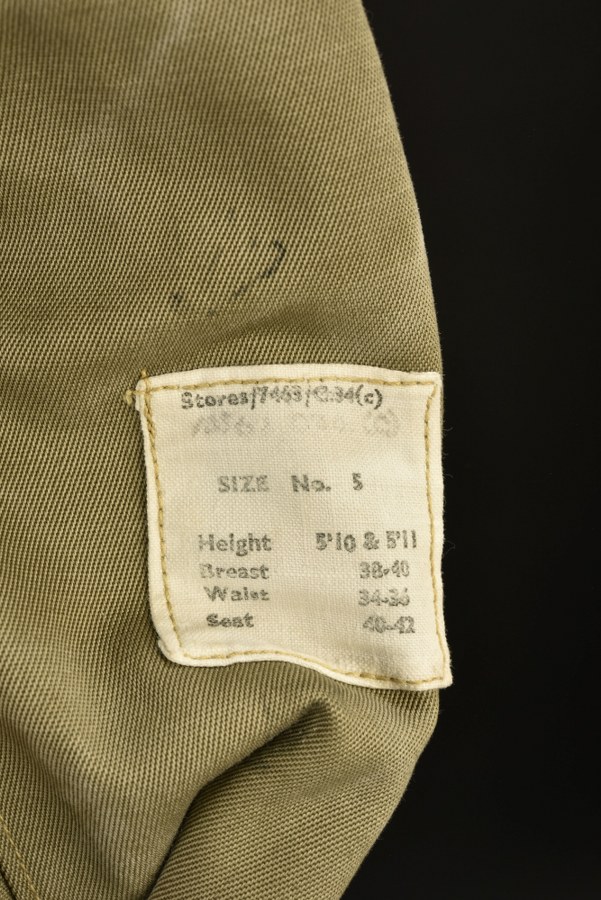 Stores/7463/C.34(c)
SIZE No. 5
Height 5'10 & 5'11
Breast 38-40
Waist 34-36
Seat 40-42